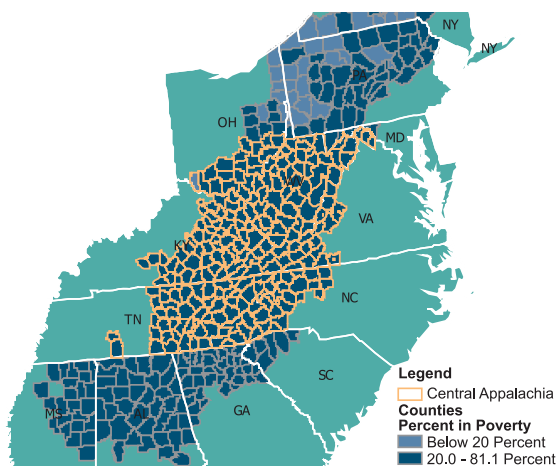 NY
NY
PA
OH
MD
WV
VA
KY
NC
TN
SC
MS
AL
GA
Legend
Central Appalachia
Counties
Percent in Poverty
Below 20 Percent
20.0 - 81.1 Percent